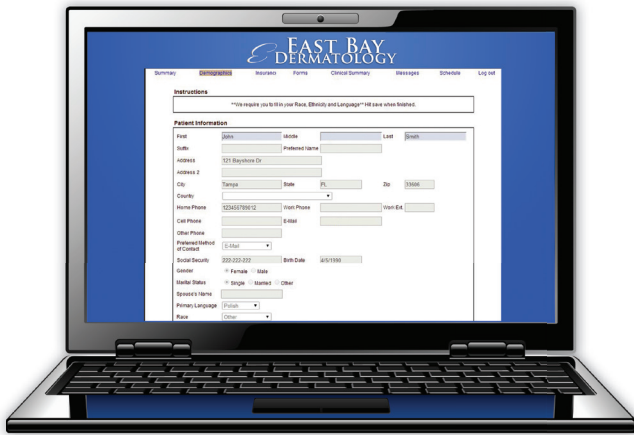 EAST BAY
DERMATOLOGY
Summary Demographics Insurance Forms Clinical Summary Messages Schedule Log out
Instructions
**We require you to fill in your Race, Ethnicity and Language** Hit save when finished.
Patient Information
First John Middle Last Smith
Suffix Preferred Name
Address 121 Bayshore Dr
Address 2
City Tampa State FL Zip 33606
Country
Home Phone 123455789012 Work Phone Work Ext
Cell Phone E-Mail
Other Phone
Preferred Method
of Contact E-Mail
Social Security 222-222-222 Birth Date 4/5/1990
Gender Female Male
Marital Status Single Married Other
Spouse's Name
Primary Language Polish
Race Other